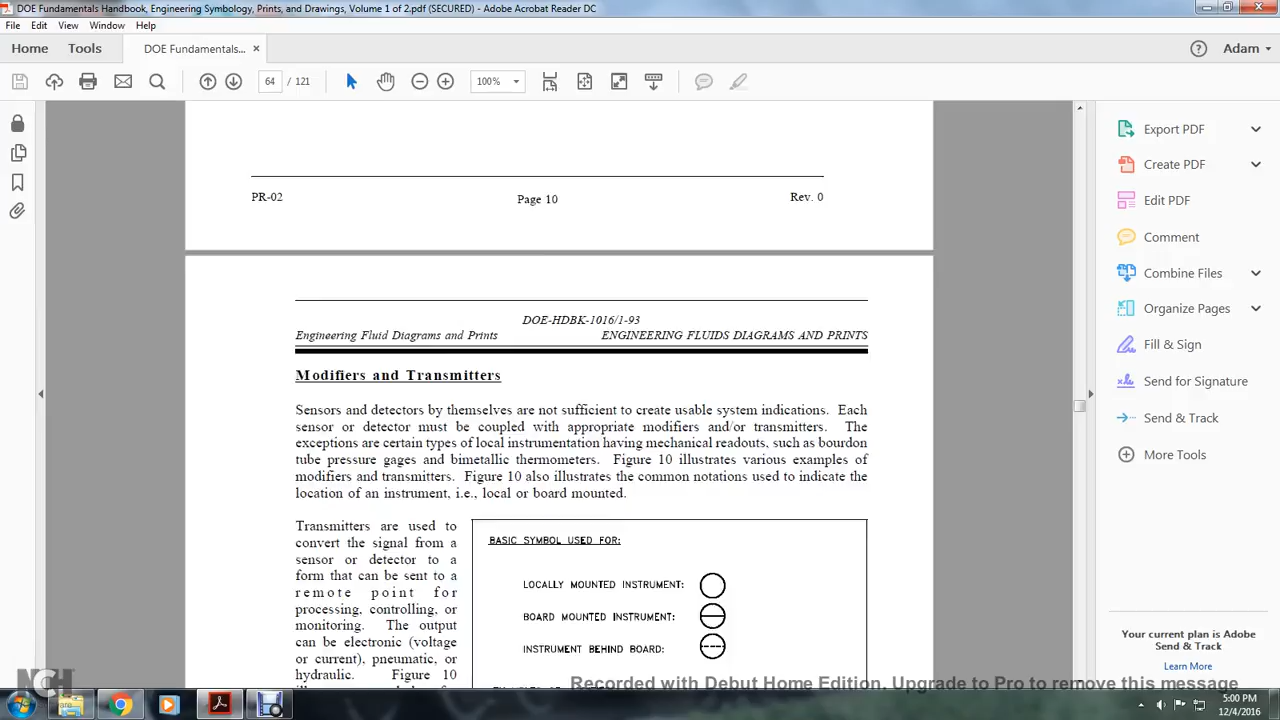 DOE Fundamentals Handbook, Engineering Symbology, Prints, and Drawings, Volume 1 of 2.pdf (SECURED) - Adobe Acrobat Reader DC
File Edit View Window Help
Home Tools DOE Fundamentals... × Adam
64 / 121 100%
PR-02 Page 10 Rev. 0
DOE-HDBK-1016/1-93
Engineering Fluid Diagrams and Prints ENGINEERING FLUIDS DIAGRAMS AND PRINTS
Modifiers and Transmitters
Sensors and detectors by themselves are not sufficient to create usable system indications. Each
sensor or detector must be coupled with appropriate modifiers and/or transmitters. The
exceptions are certain types of local instrumentation having mechanical readouts, such as bourdon
tube pressure gages and bimetallic thermometers. Figure 10 illustrates various examples of
modifiers and transmitters. Figure 10 also illustrates the common notations used to indicate the
location of an instrument, i.e., local or board mounted.
Transmitters are used to
convert the signal from a
sensor or detector to a
form that can be sent to a
remote point for
processing, controlling, or
monitoring. The output
can be electronic (voltage
or current), pneumatic, or
hydraulic. Figure 10
BASIC SYMBOL USED FOR:
LOCALLY MOUNTED INSTRUMENT:
BOARD MOUNTED INSTRUMENT:
INSTRUMENT BEHIND BOARD:
Export PDF
Create PDF
Edit PDF
Comment
Combine Files
Organize Pages
Fill & Sign
Send for Signature
Send & Track
More Tools
Your current plan is Adobe
Send & Track
Learn More
NCH
Recorded with Debut Home Edition. Upgrade to Pro to remove this message
5:00 PM
12/4/2016